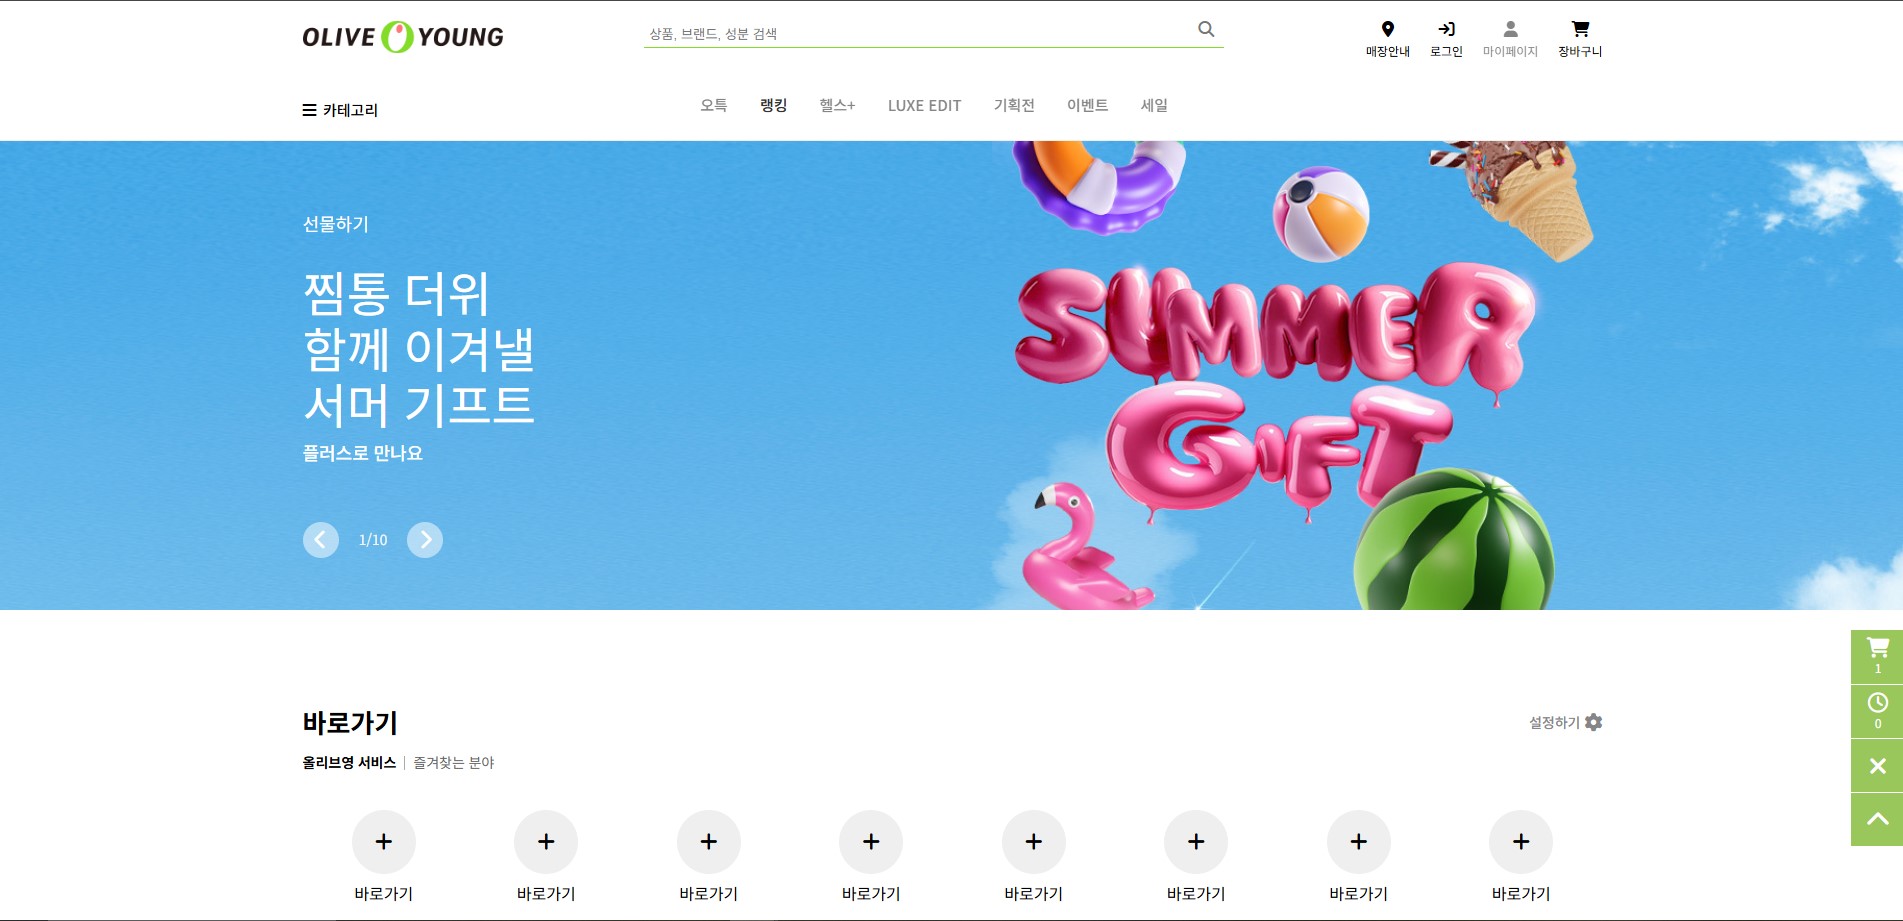 OLIVE YOUNG
상품, 브랜드, 성분 검색
매장안내 로그인 마이페이지 장바구니
카테고리
오특 랭킹 헬스+ LUXE EDIT 기획전 이벤트 세일
선물하기
찜통 더위
함께 이겨낼
서머 기프트
플러스로 만나요
1/10
SUMMER
GIFT
1
0
바로가기
설정하기
올리브영 서비스 | 즐겨찾는 분야
바로가기 바로가기 바로가기 바로가기 바로가기 바로가기 바로가기 바로가기